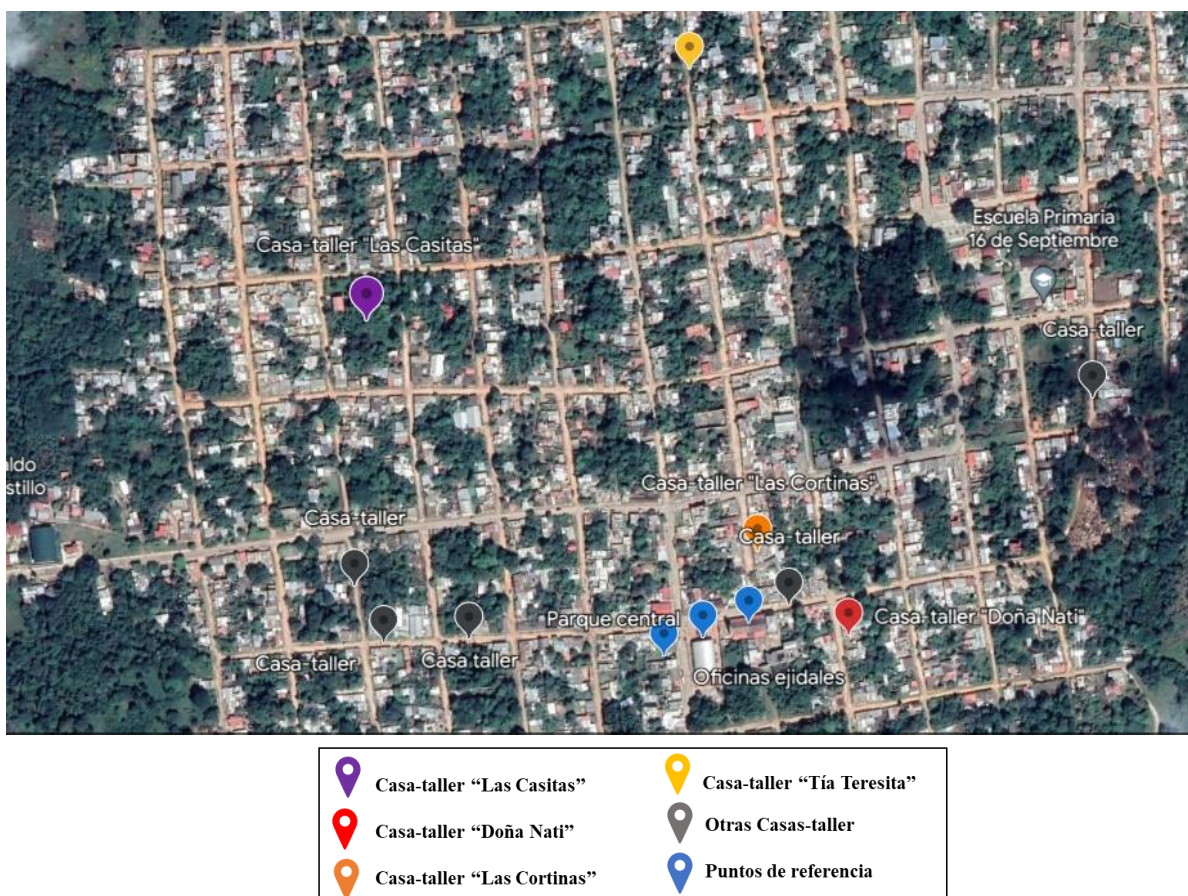 Casa-taller "Las Casitas"
Escuela Primaria
16 de Septiembre
Casa-taller
aldo
stillo
Casa-taller "Las Cortinas"
Casa-taller
Casa-taller
Parque central
Casa-taller "Doña Nati"
Casa-taller
Casa taller
Oficinas ejidales
Casa-taller “Las Casitas”
Casa-taller “Tía Teresita”
Casa-taller “Doña Nati”
Otras Casas-taller
Casa-taller “Las Cortinas”
Puntos de referencia